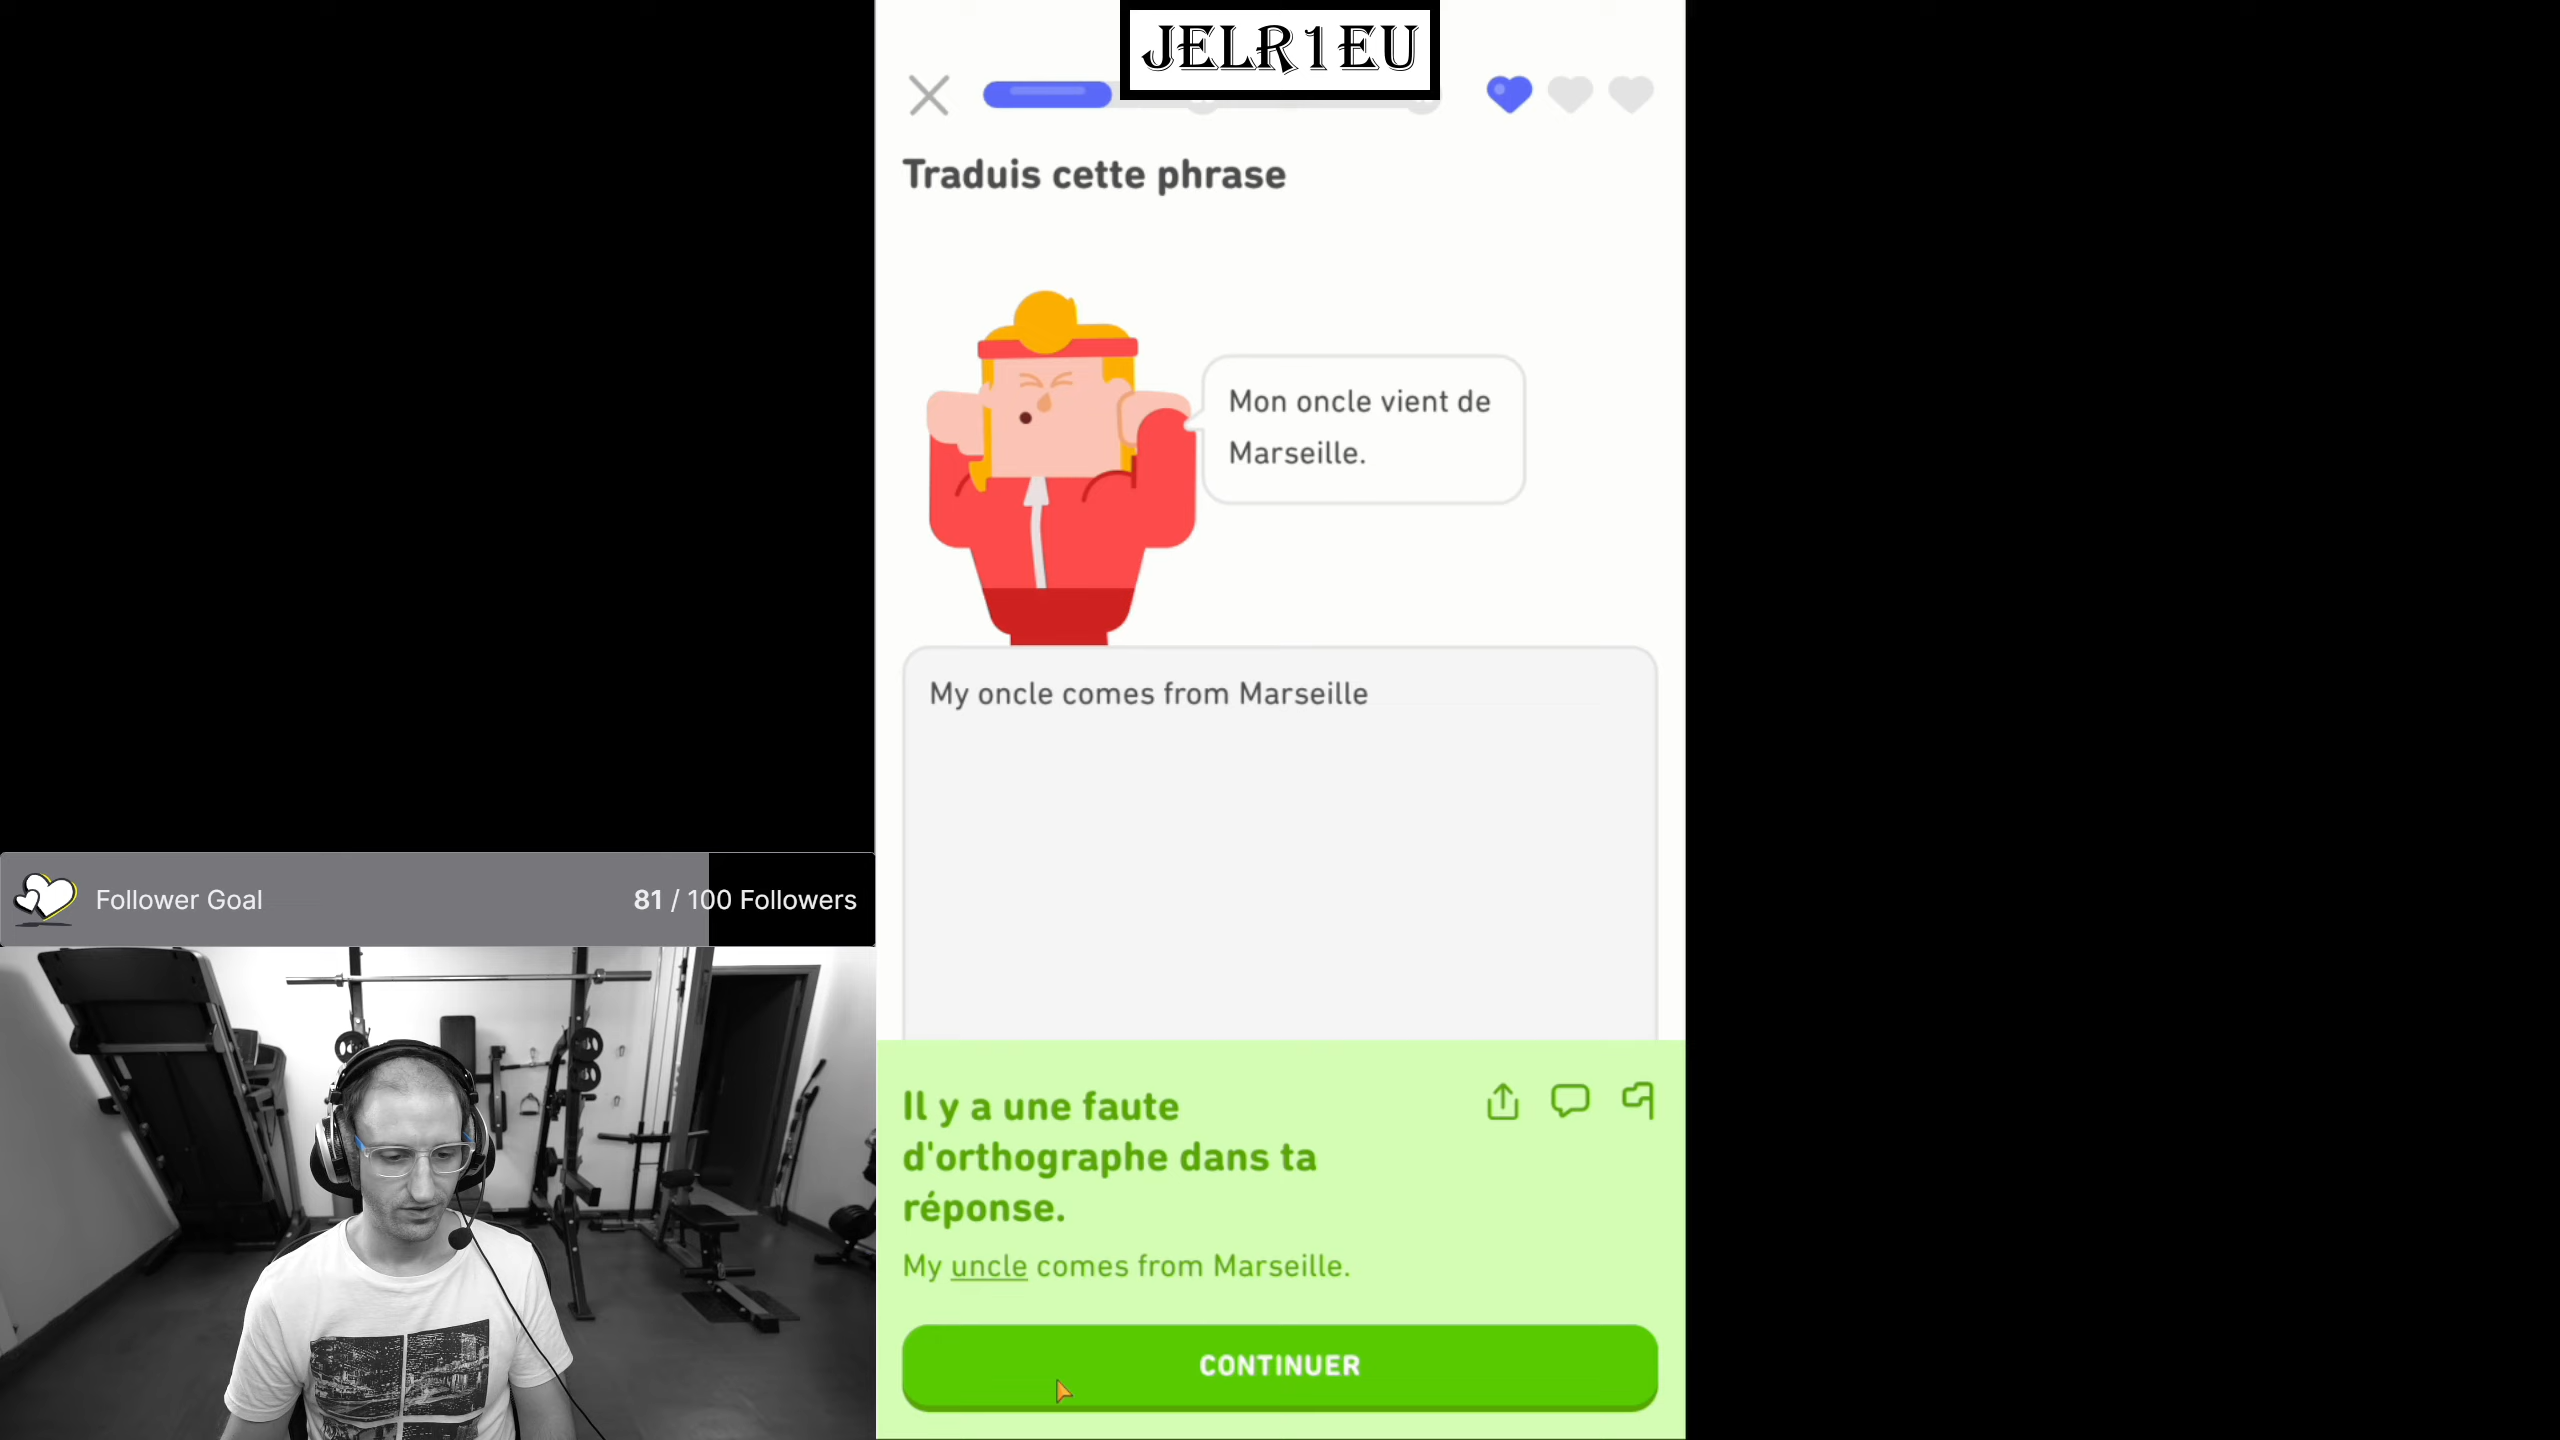 JELR1EU
Traduis cette phrase
Mon oncle vient de
Marseille.
My oncle comes from Marseille
Follower Goal
81 / 100 Followers
Il y a une faute
d'orthographe dans ta
réponse.
My uncle comes from Marseille.
CONTINUER